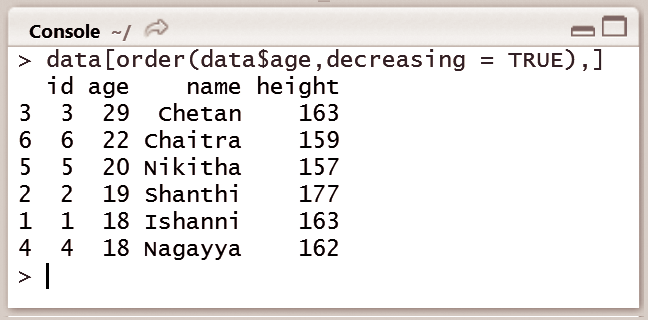 Console ~/
> data[order(data$age,decreasing = TRUE),]
  id age    name height
3  3  29  Chetan    163
6  6  22 Chaitra    159
5  5  20 Nikitha    157
2  2  19 Shanthi    177
1  1  18 Ishanni    163
4  4  18 Nagayya    162
>